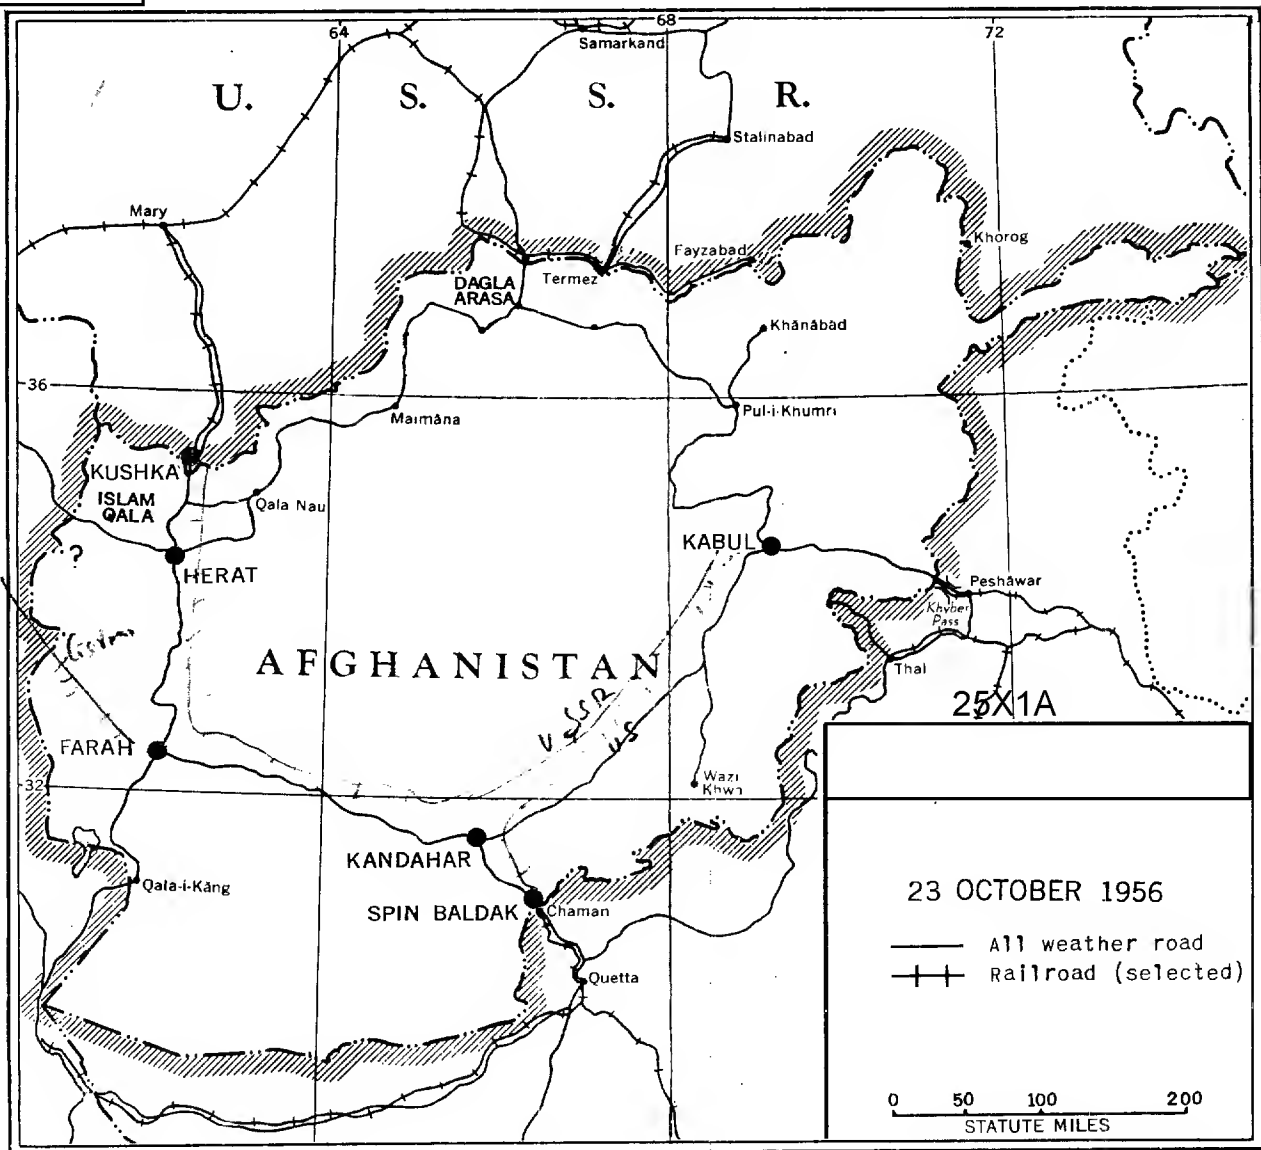 64
68
72
Samarkand
U. S. S. R.
Stalinabad
Mary
Khorog
Fayzabad
Termez
DAGLA
ARASA
Khānābād
36
Maimāna
Pul-i-Khumri
KUSHKA
ISLAM
QALA
Qala Nau
KABUL
?
HERAT
Peshāwar
Khyber
Pass
AFGHANISTAN
Thal
25X1A
USSR
US
FARAH
32
Wazi
Khwa
KANDAHAR
Qala-i-Kāng
SPIN BALDAK
Chaman
Quetta
23 OCTOBER 1956
All weather road
Railroad (selected)
0 50 100 200
STATUTE MILES